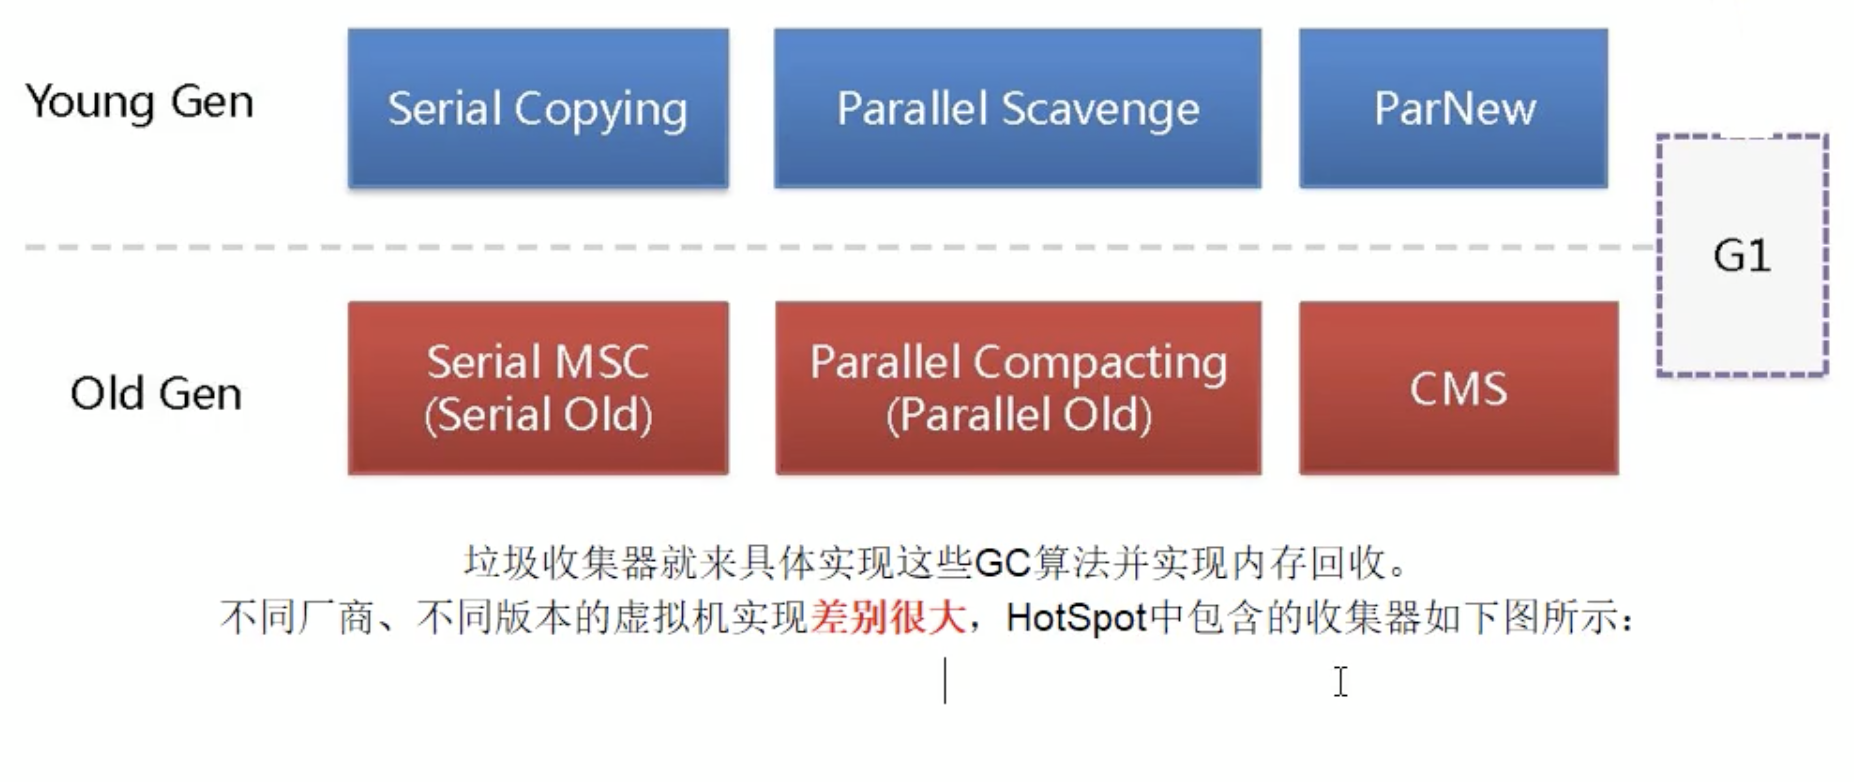 Young Gen
Serial Copying
Parallel Scavenge
ParNew
G1
Old Gen
Serial MSC
(Serial Old)
Parallel Compacting
(Parallel Old)
CMS
垃圾收集器就来具体实现这些GC算法并实现内存回收。
不同厂商、不同版本的虚拟机实现差别很大，HotSpot中包含的收集器如下图所示：